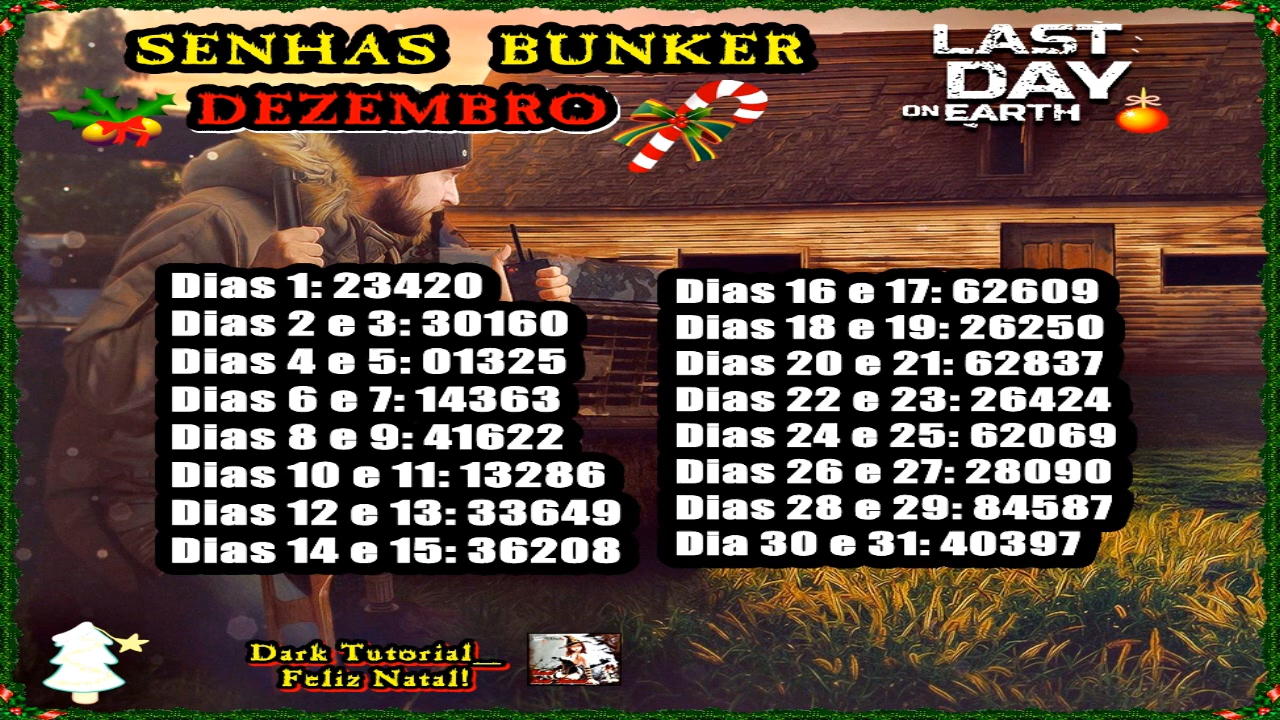 SENHAS BUNKER
DEZEMBRO
LAST
DAY
ON EARTH
Dias 1: 23420
Dias 2 e 3: 30160
Dias 4 e 5: 01325
Dias 6 e 7: 14363
Dias 8 e 9: 41622
Dias 10 e 11: 13286
Dias 12 e 13: 33649
Dias 14 e 15: 36208
Dias 16 e 17: 62609
Dias 18 e 19: 26250
Dias 20 e 21: 62837
Dias 22 e 23: 26424
Dias 24 e 25: 62069
Dias 26 e 27: 28090
Dias 28 e 29: 84587
Dia 30 e 31: 40397
Dark Tutorial__
Feliz Natal!